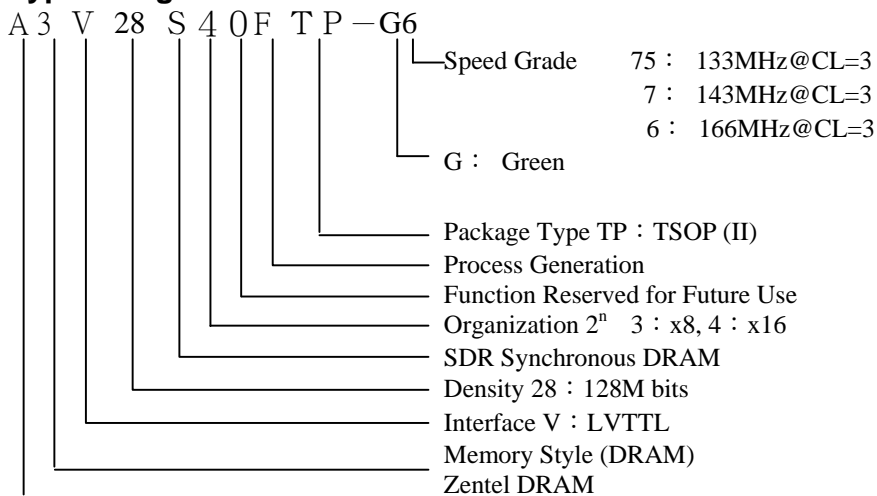 A 3 V 28 S 4 0 F T P －G6
Speed Grade 75： 133MHz@CL=3
7： 143MHz@CL=3
6： 166MHz@CL=3
G： Green
Package Type TP：TSOP (II)
Process Generation
Function Reserved for Future Use
Organization 2ⁿ 3：x8, 4：x16
SDR Synchronous DRAM
Density 28：128M bits
Interface V：LVTTL
Memory Style (DRAM)
Zentel DRAM